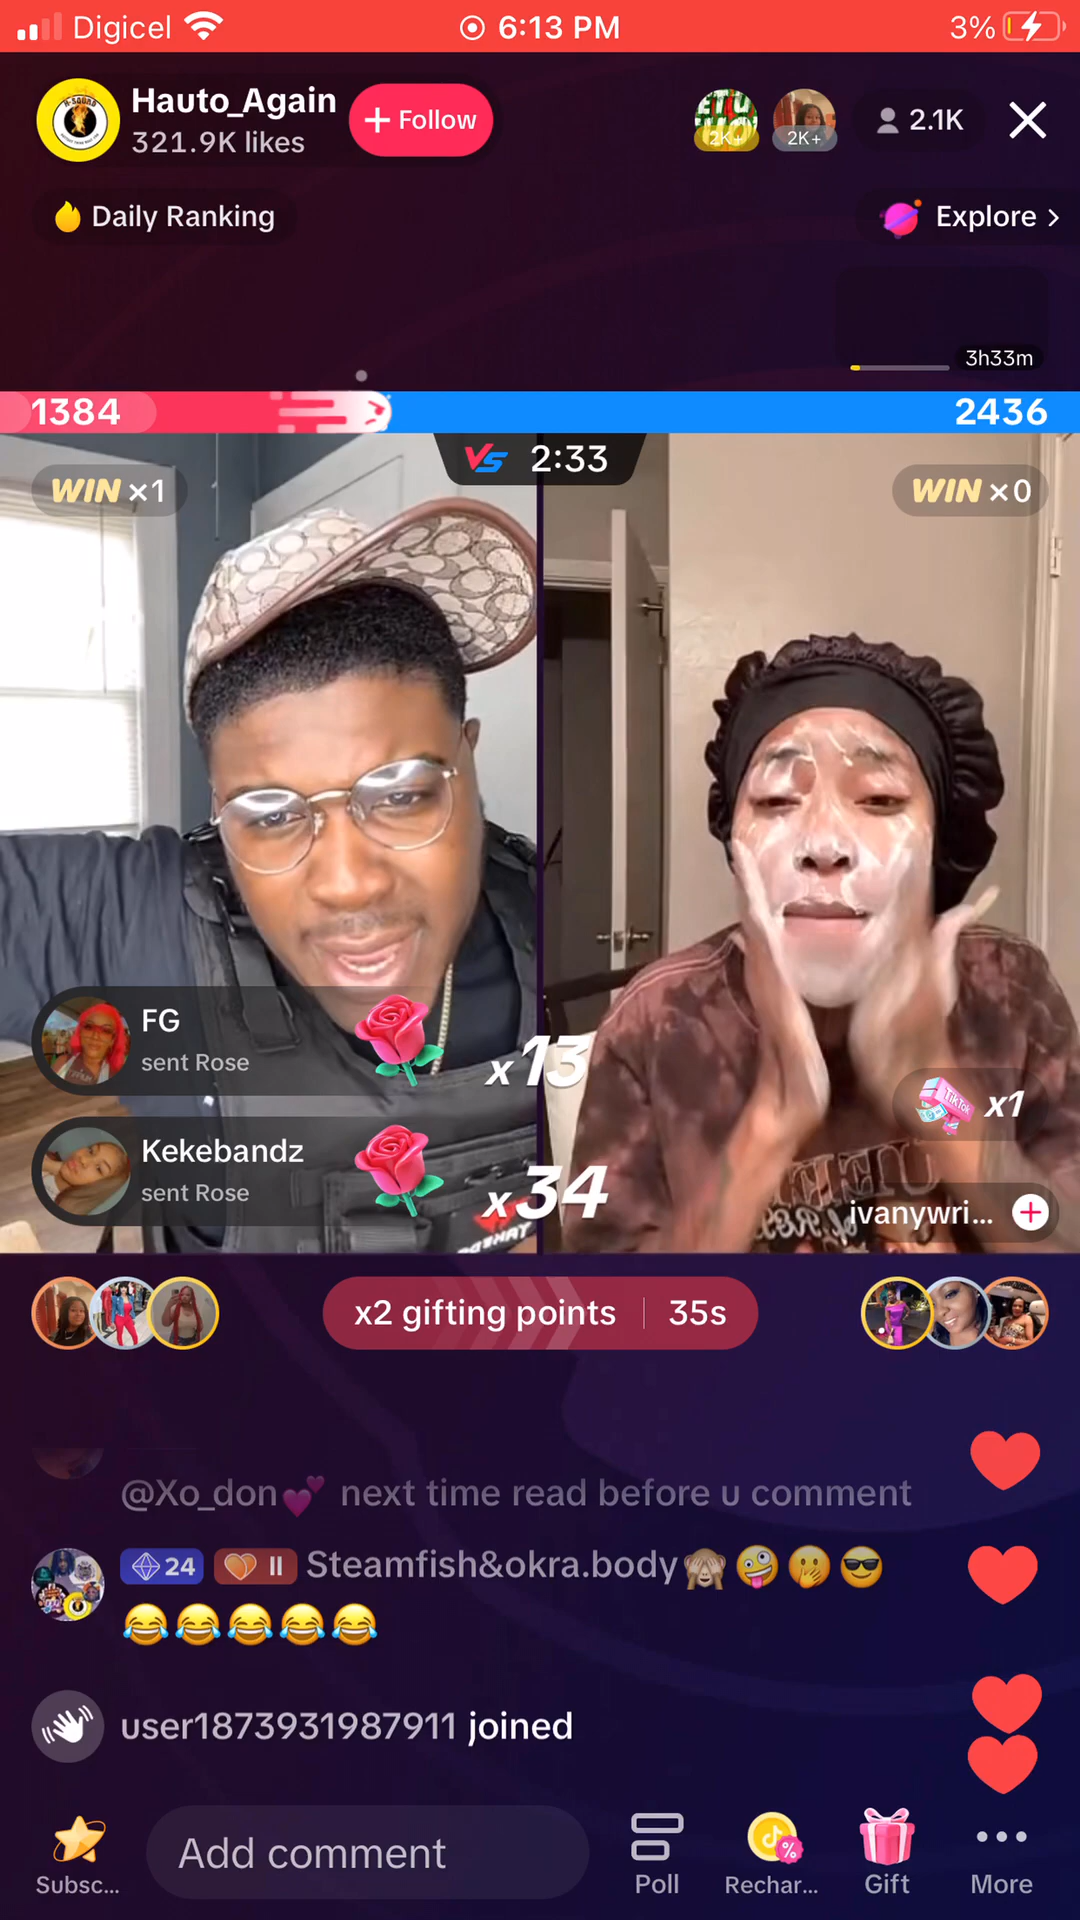 Digicel 6:13 PM 3%
Hauto_Again
321.9K likes
+ Follow
2K+
2K+
2.1K
Daily Ranking
Explore >
3h33m
1384
2436
VS 2:33
WIN x1
WIN x0
FG
sent Rose
x13
Kekebandz
sent Rose
x34
TikTok
x1
ivanywri...
x2 gifting points | 35s
@Xo_don💕 next time read before u comment
24 II Steamfish&okra.body🙈🤪🤭😎
😂😂😂😂😂
user1873931987911 joined
Subsc...
Add comment
Poll
Rechar...
Gift
More